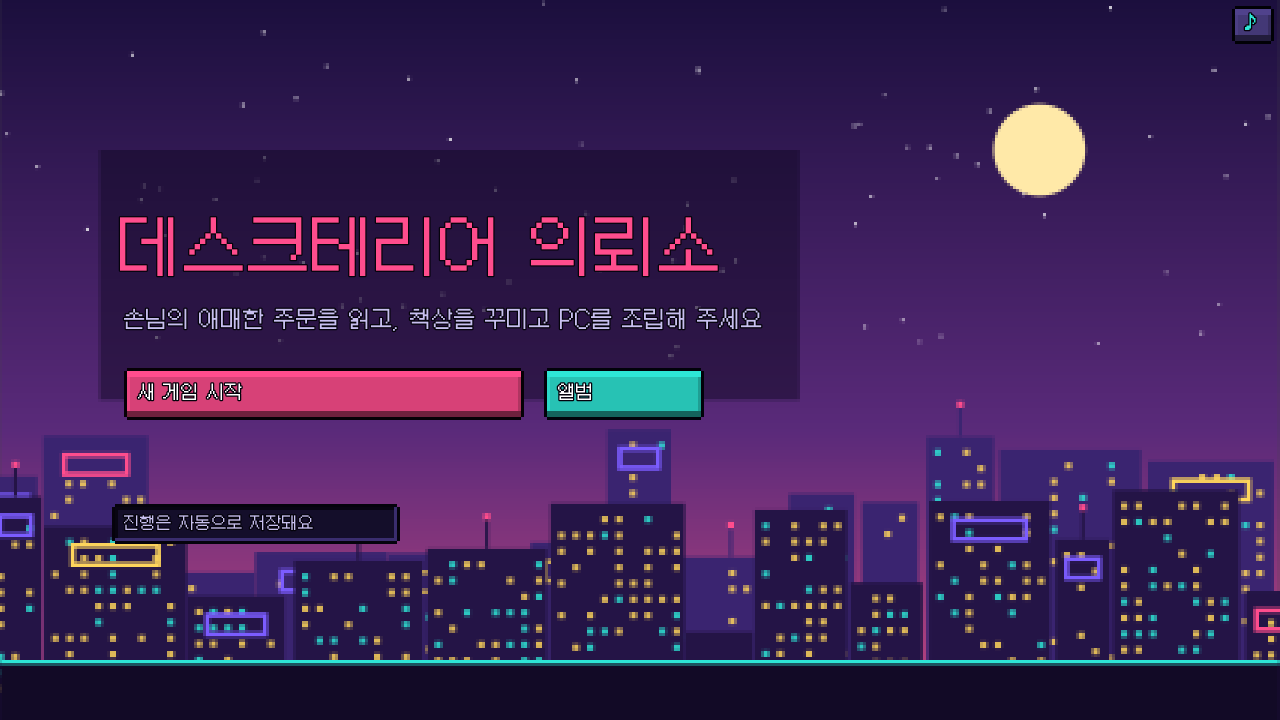 데스크테리어 의뢰소
손님의 애매한 주문을 읽고, 책상을 꾸미고 PC를 조립해 주세요
새 게임 시작
앨범
진행은 자동으로 저장돼요